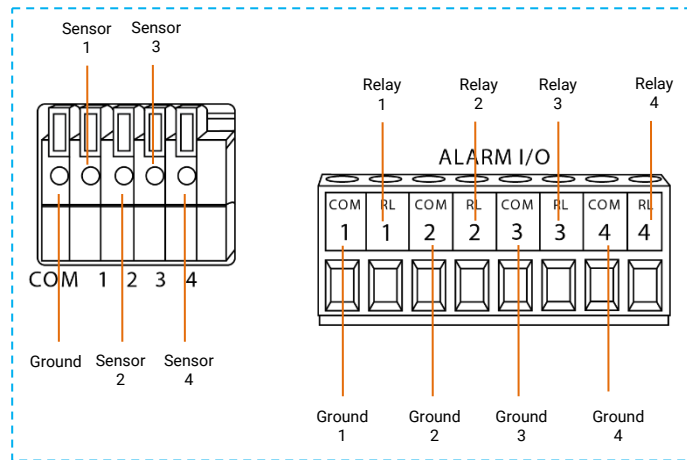 Sensor
1
Sensor
3
COM 1 2 3 4
Ground
Sensor
2
Sensor
4
Relay
1
Relay
2
Relay
3
Relay
4
ALARM I/O
COM RL COM RL COM RL COM RL
1 1 2 2 3 3 4 4
Ground
1
Ground
2
Ground
3
Ground
4